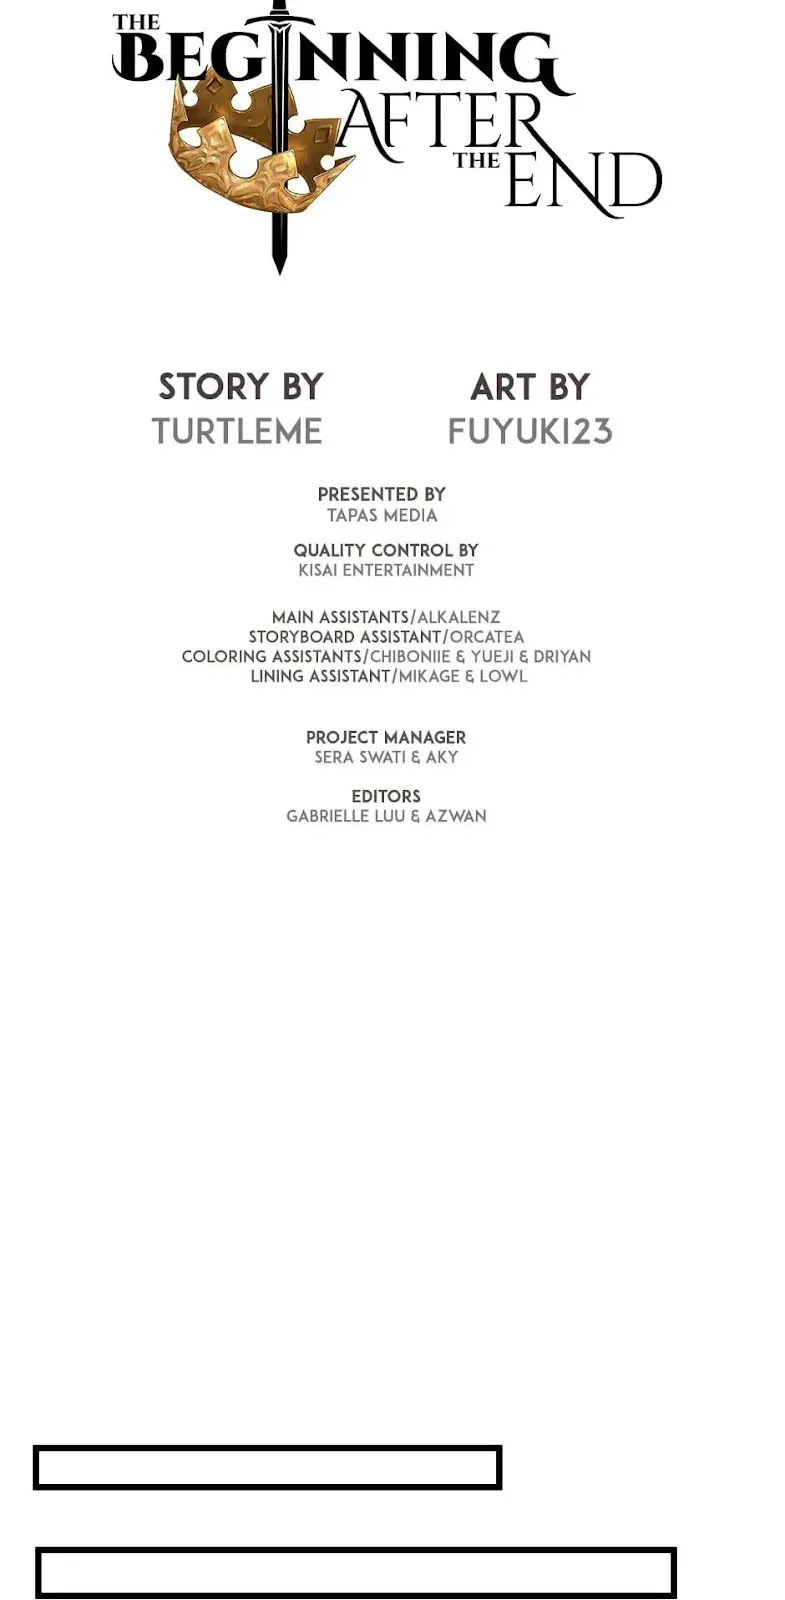 THE
BEGINNING
AFTER
THE END
STORY BY
TURTLEME
ART BY
FUYUKI23
PRESENTED BY
TAPAS MEDIA
QUALITY CONTROL BY
KISAI ENTERTAINMENT
MAIN ASSISTANTS/ALKALENZ
STORYBOARD ASSISTANT/ORCATEA
COLORING ASSISTANTS/CHIBONIIE & YUEJI & DRIYAN
LINING ASSISTANT/MIKAGE & LOWL
PROJECT MANAGER
SERA SWATI & AKY
EDITORS
GABRIELLE LUU & AZWAN